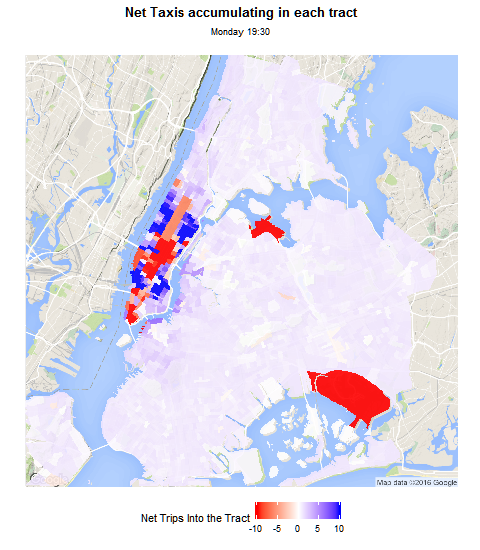 Net Taxis accumulating in each tract
Monday 19:30
Map data ©2016 Google
Net Trips Into the Tract
-10 -5 0 5 10